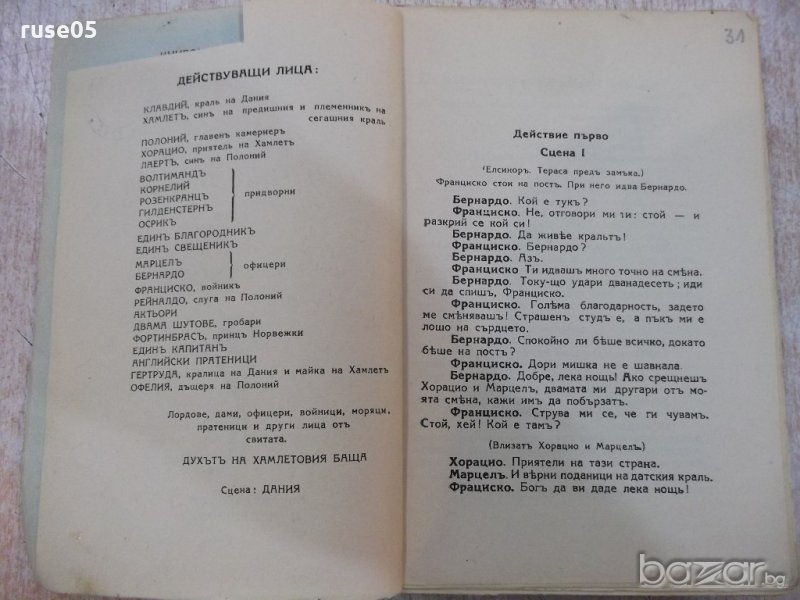 ruse05
ДЕЙСТВУВАЩИ ЛИЦА:
КЛАВДИЙ, краль на Дания
ХАМЛЕТЪ, синъ на предишния и племенникъ на
сегашния краль
ПОЛОНИЙ, главенъ камериеръ
ХОРАЦИО, приятель на Хамлетъ
ЛАЕРТЪ, синъ на Полоний
ВОЛТИМАНДЪ
КОРНЕЛИЙ
РОЗЕНКРАНЦЪ
ГИЛДЕНСТЕРНЪ
ОСРИКЪ
придворни
ЕДИНЪ БЛАГОРОДНИКЪ
ЕДИНЪ СВЕЩЕНИКЪ
МАРЦЕЛЪ
БЕРНАРДО
офицери
ФРАНЦИСКО, войникъ
РЕЙНАЛДО, слуга на Полоний
АКТЬОРИ
ДВАМА ШУТОВЕ, гробари
ФОРТИНБРАСЪ, принцъ Норвежки
ЕДИНЪ КАПИТАНЪ
АНГЛИЙСКИ ПРАТЕНИЦИ
ГЕРТРУДА, кралица на Дания и майка на Хамлетъ
ОФЕЛИЯ, дъщеря на Полоний
Лордове, дами, офицери, войници, моряци,
пратеници и други лица отъ
свитата.
ДУХЪТЪ НА ХАМЛЕТОВИЯ БАЩА
Сцена: ДАНИЯ
31
Действие първо
Сцена I
(Елсиноръ. Тераса предъ замъка.)
Франциско стои на постъ. При него идва Бернардо.
Бернардо. Кой е тукъ?
Франциско. Не, отговори ми ти: стой — и
разкрий се кой си!
Бернардо. Да живѣе кральтъ!
Франциско. Бернардо?
Бернардо. Азъ.
Франциско Ти идвашъ много точно на смѣна.
Бернардо. Току-що удари дванадесеть; иди
си да спишъ, Франциско.
Франциско. Голѣма благодарность, задето
ме смѣнявашъ! Страшенъ студъ е, а пъкъ ми е
лошо на сърдцето.
Бернардо. Спокойно ли бѣше всичко, докато
бѣше на постъ?
Франциско. Дори мишка не е шавнала.
Бернардо. Добре, лека нощь! Ако срещнешъ
Хорацио и Марцелъ, двамата ми другари отъ мо-
ята смѣна, кажи имъ да побързатъ.
Франциско. Струва ми се, че ги чувамъ.
Стой, хей! Кой е тамъ?
(Влизатъ Хорацио и Марцелъ.)
Хорацио. Приятели на тази страна.
Марцелъ. И вѣрни поданици на датския краль.
Фрациско. Богъ да ви даде лека нощь!
bazar.bg